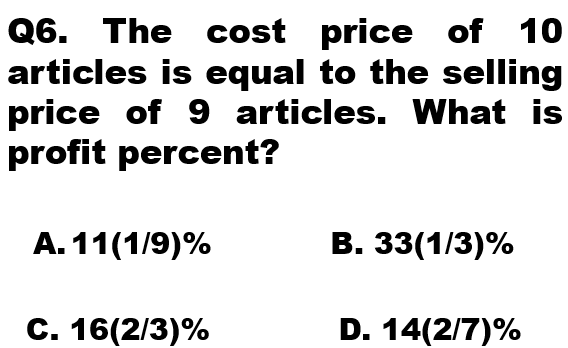 Q6. The cost price of 10
articles is equal to the selling
price of 9 articles. What is
profit percent?
A. 11(1/9)% B. 33(1/3)%
C. 16(2/3)% D. 14(2/7)%